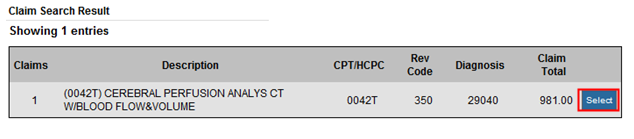 Claim Search Result
Showing 1 entries
Claims Description CPT/HCPC Rev Code Diagnosis Claim Total
1 (0042T) CEREBRAL PERFUSION ANALYS CT W/BLOOD FLOW&VOLUME 0042T 350 29040 981.00 Select